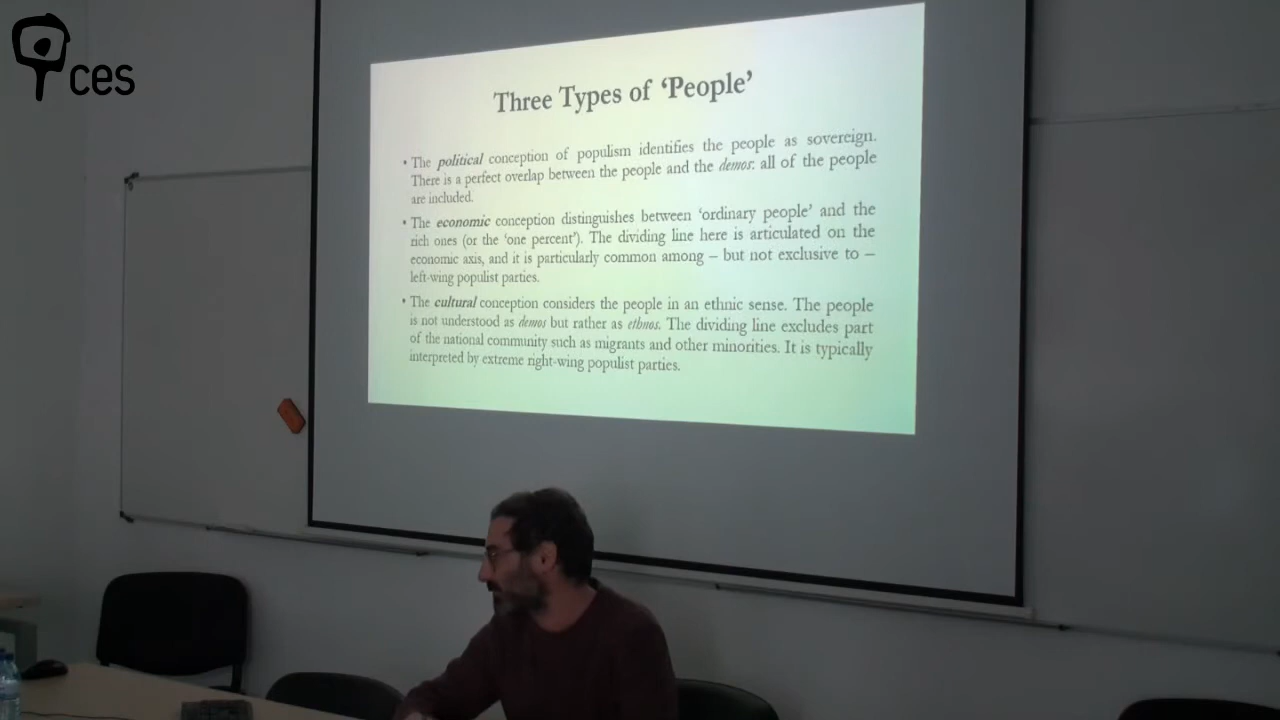 ces
Three Types of ‘People’
• The political conception of populism identifies the people as sovereign.
There is a perfect overlap between the people and the demos: all of the people
are included.
• The economic conception distinguishes between ‘ordinary people’ and the
rich ones (or the ‘one percent’). The dividing line here is articulated on the
economic axis, and it is particularly common among – but not exclusive to –
left-wing populist parties.
• The cultural conception considers the people in an ethnic sense. The people
is not understood as demos but rather as ethnos. The dividing line excludes part
of the national community such as migrants and other minorities. It is typically
interpreted by extreme right-wing populist parties.